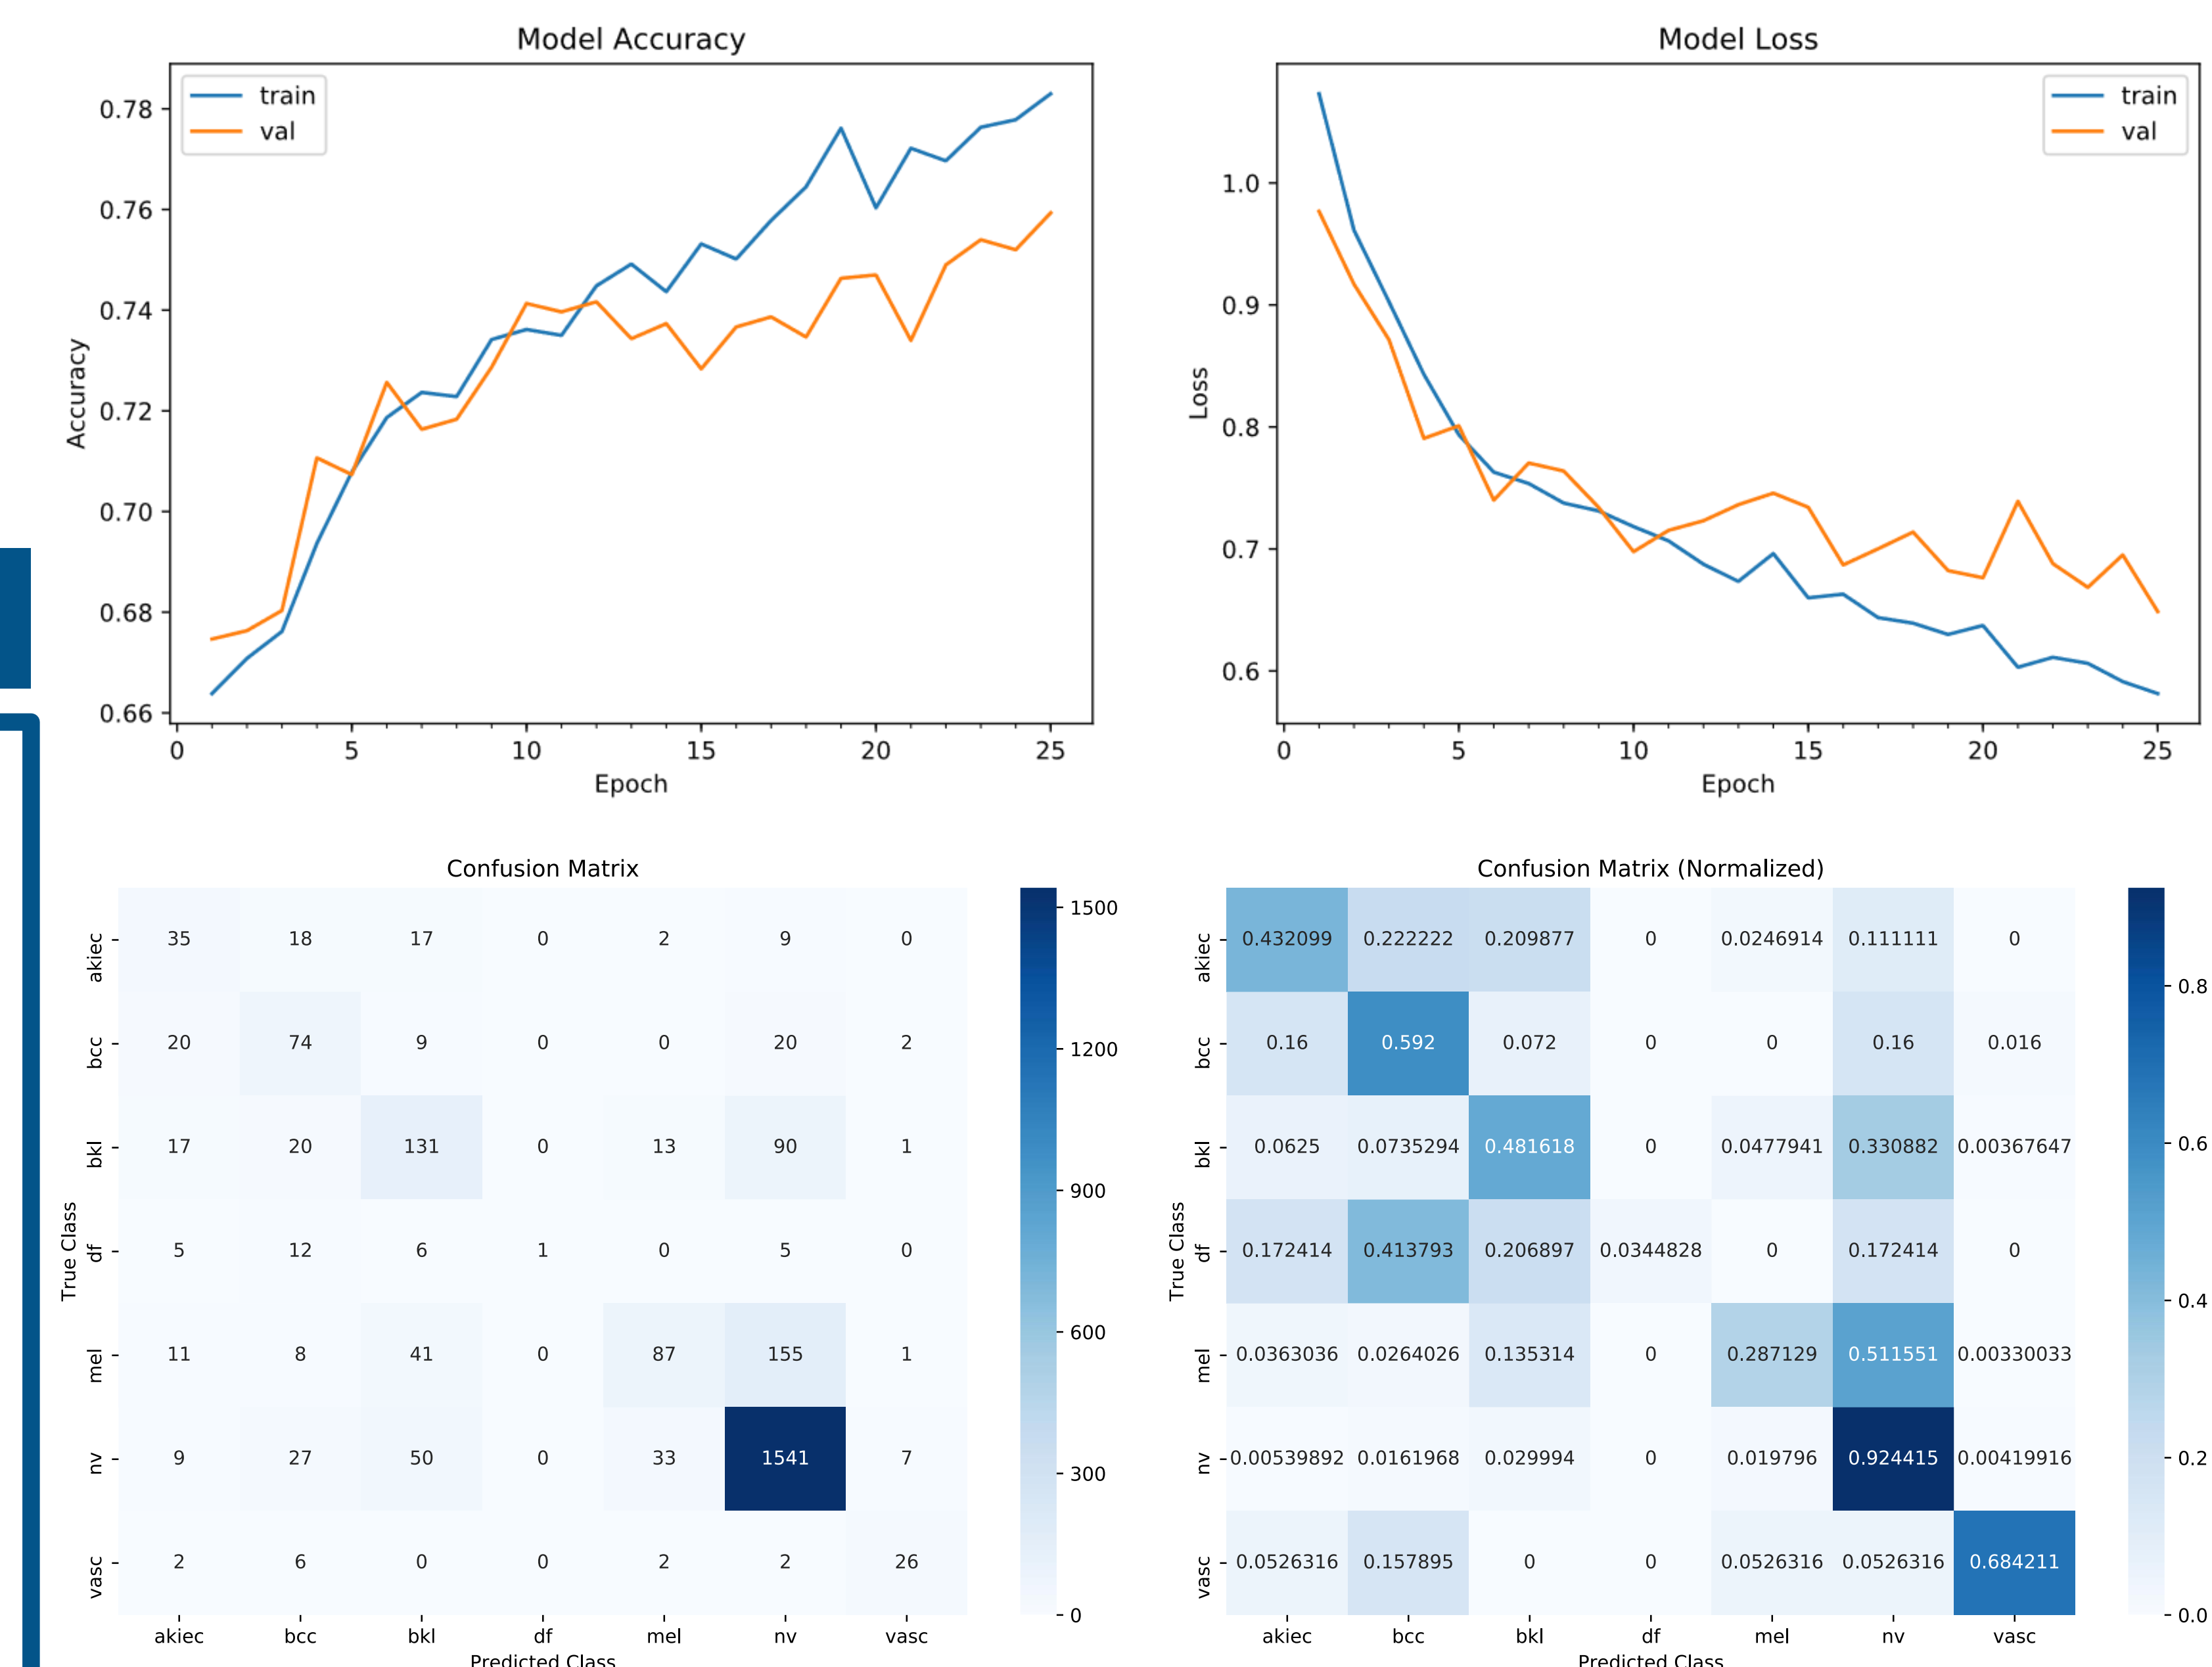 Model Accuracy
train
val
0.78
0.76
0.74
0.72
0.70
0.68
0.66
Accuracy
0 5 10 15 20 25
Epoch
Model Loss
train
val
1.0
0.9
0.8
0.7
0.6
Loss
0 5 10 15 20 25
Epoch
Confusion Matrix
True Class
akiec 35 18 17 0 2 9 0
bcc 20 74 9 0 0 20 2
bkl 17 20 131 0 13 90 1
df 5 12 6 1 0 5 0
mel 11 8 41 0 87 155 1
nv 9 27 50 0 33 1541 7
vasc 2 6 0 0 2 2 26
akiec bcc bkl df mel nv vasc
Predicted Class
1500
1200
900
600
300
0
Confusion Matrix (Normalized)
True Class
akiec 0.432099 0.222222 0.209877 0 0.0246914 0.111111 0
bcc 0.16 0.592 0.072 0 0 0.16 0.016
bkl 0.0625 0.0735294 0.481618 0 0.0477941 0.330882 0.00367647
df 0.172414 0.413793 0.206897 0.0344828 0 0.172414 0
mel 0.0363036 0.0264026 0.135314 0 0.287129 0.511551 0.00330033
nv 0.00539892 0.0161968 0.029994 0 0.019796 0.924415 0.00419916
vasc 0.0526316 0.157895 0 0 0.0526316 0.0526316 0.684211
akiec bcc bkl df mel nv vasc
Predicted Class
0.8
0.6
0.4
0.2
0.0